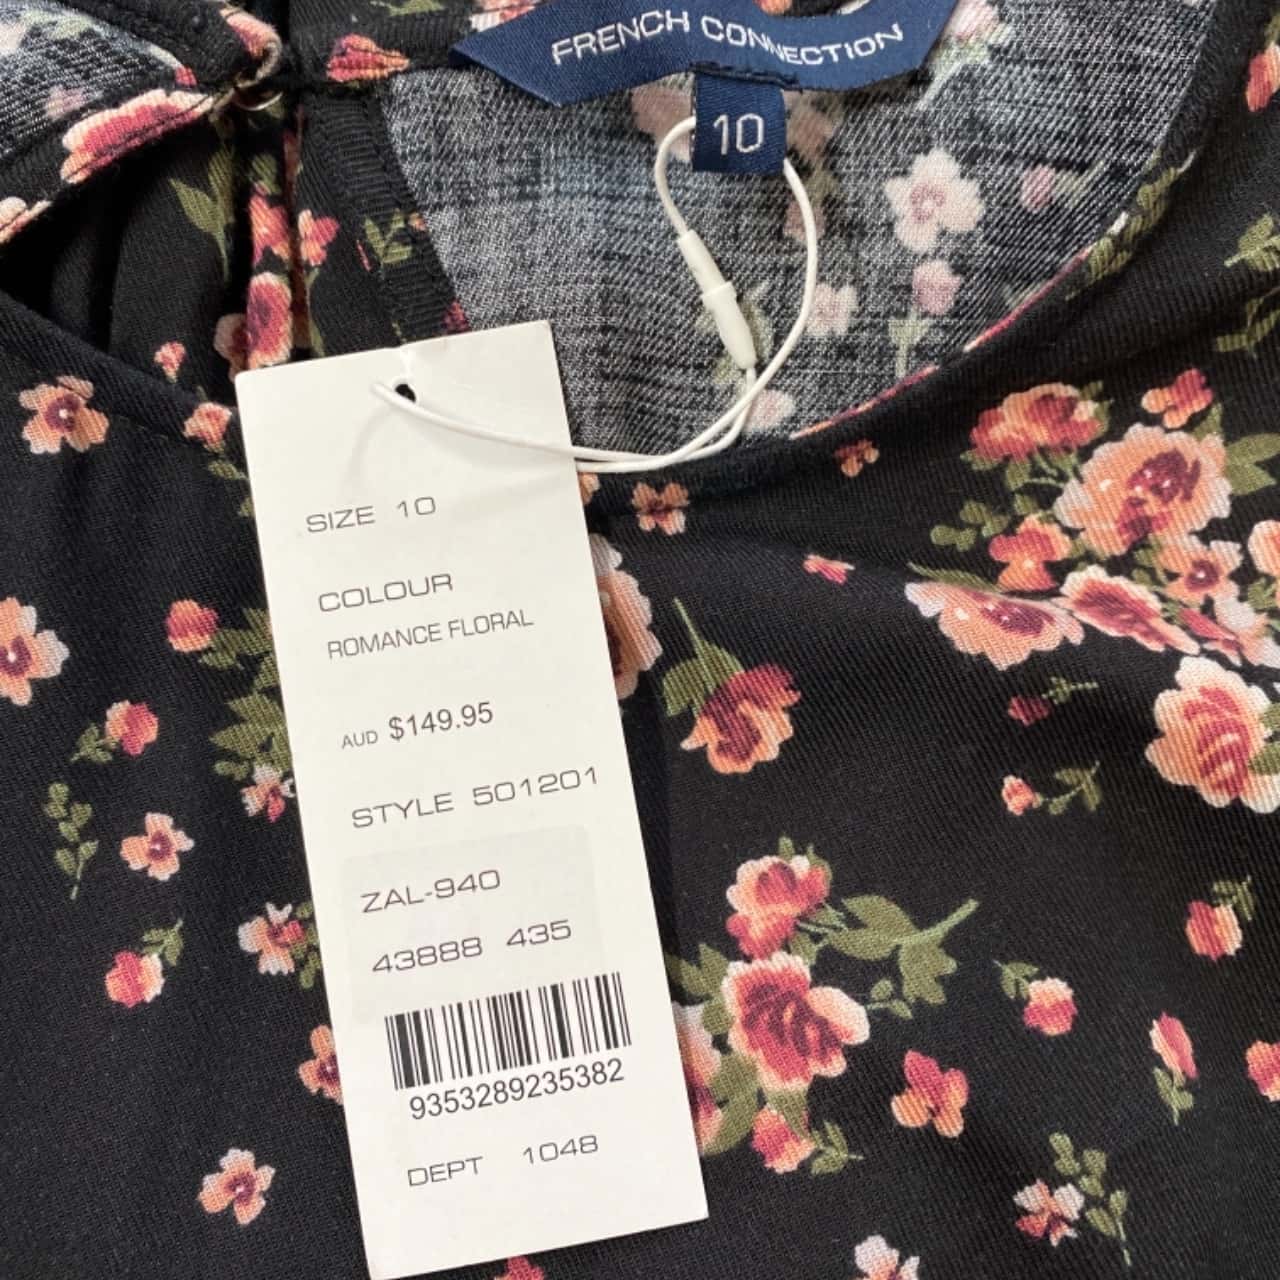 FRENCH CONNECTION
10
SIZE 10
COLOUR
ROMANCE FLORAL
AUD $149.95
STYLE 501201
ZAL-940
43888 435
9353289235382
DEPT 1048